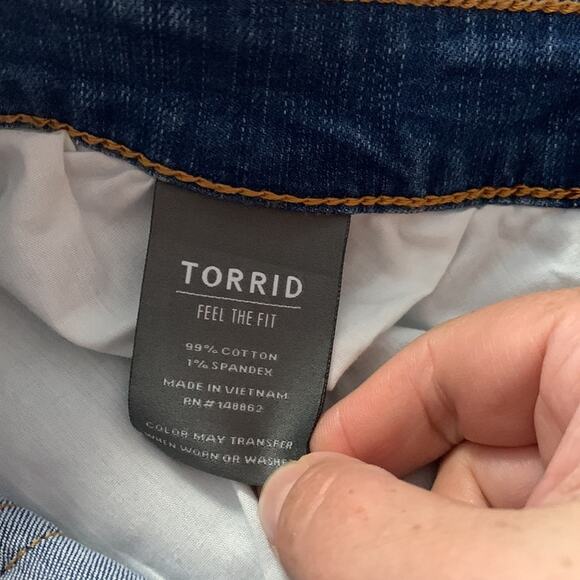 TORRID
FEEL THE FIT
99% COTTON
1% SPANDEX
MADE IN VIETNAM
RN# 148862
COLOR MAY TRANSFER
WHEN WORN OR WASHED